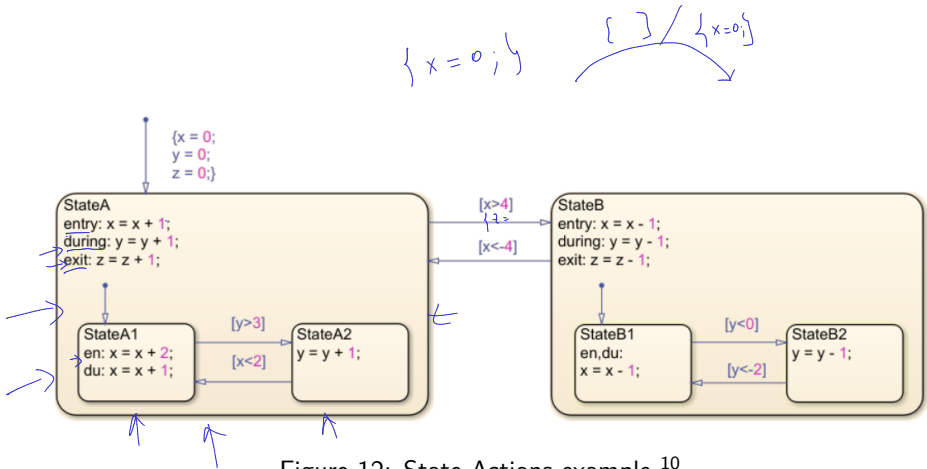 { x = 0 ; }
[ ] / { x=0; }
{x = 0;
y = 0;
z = 0;}
StateA
entry: x = x + 1;
during: y = y + 1;
exit: z = z + 1;
[x>4]
{ z=
[x<-4]
StateB
entry: x = x - 1;
during: y = y - 1;
exit: z = z - 1;
StateA1
en: x = x + 2;
du: x = x + 1;
[y>3]
[x<2]
StateA2
y = y + 1;
StateB1
en,du:
x = x - 1;
[y<0]
[y<-2]
StateB2
y = y - 1;
Figure 12: State Actions example 10